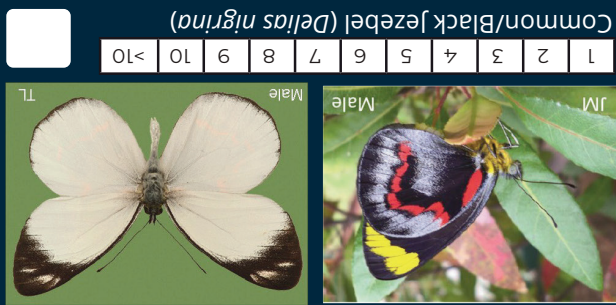 JM Male
Male TL
1 2 3 4 5 6 7 8 9 10 >10
Common/Black Jezebel (Delias nigrina)